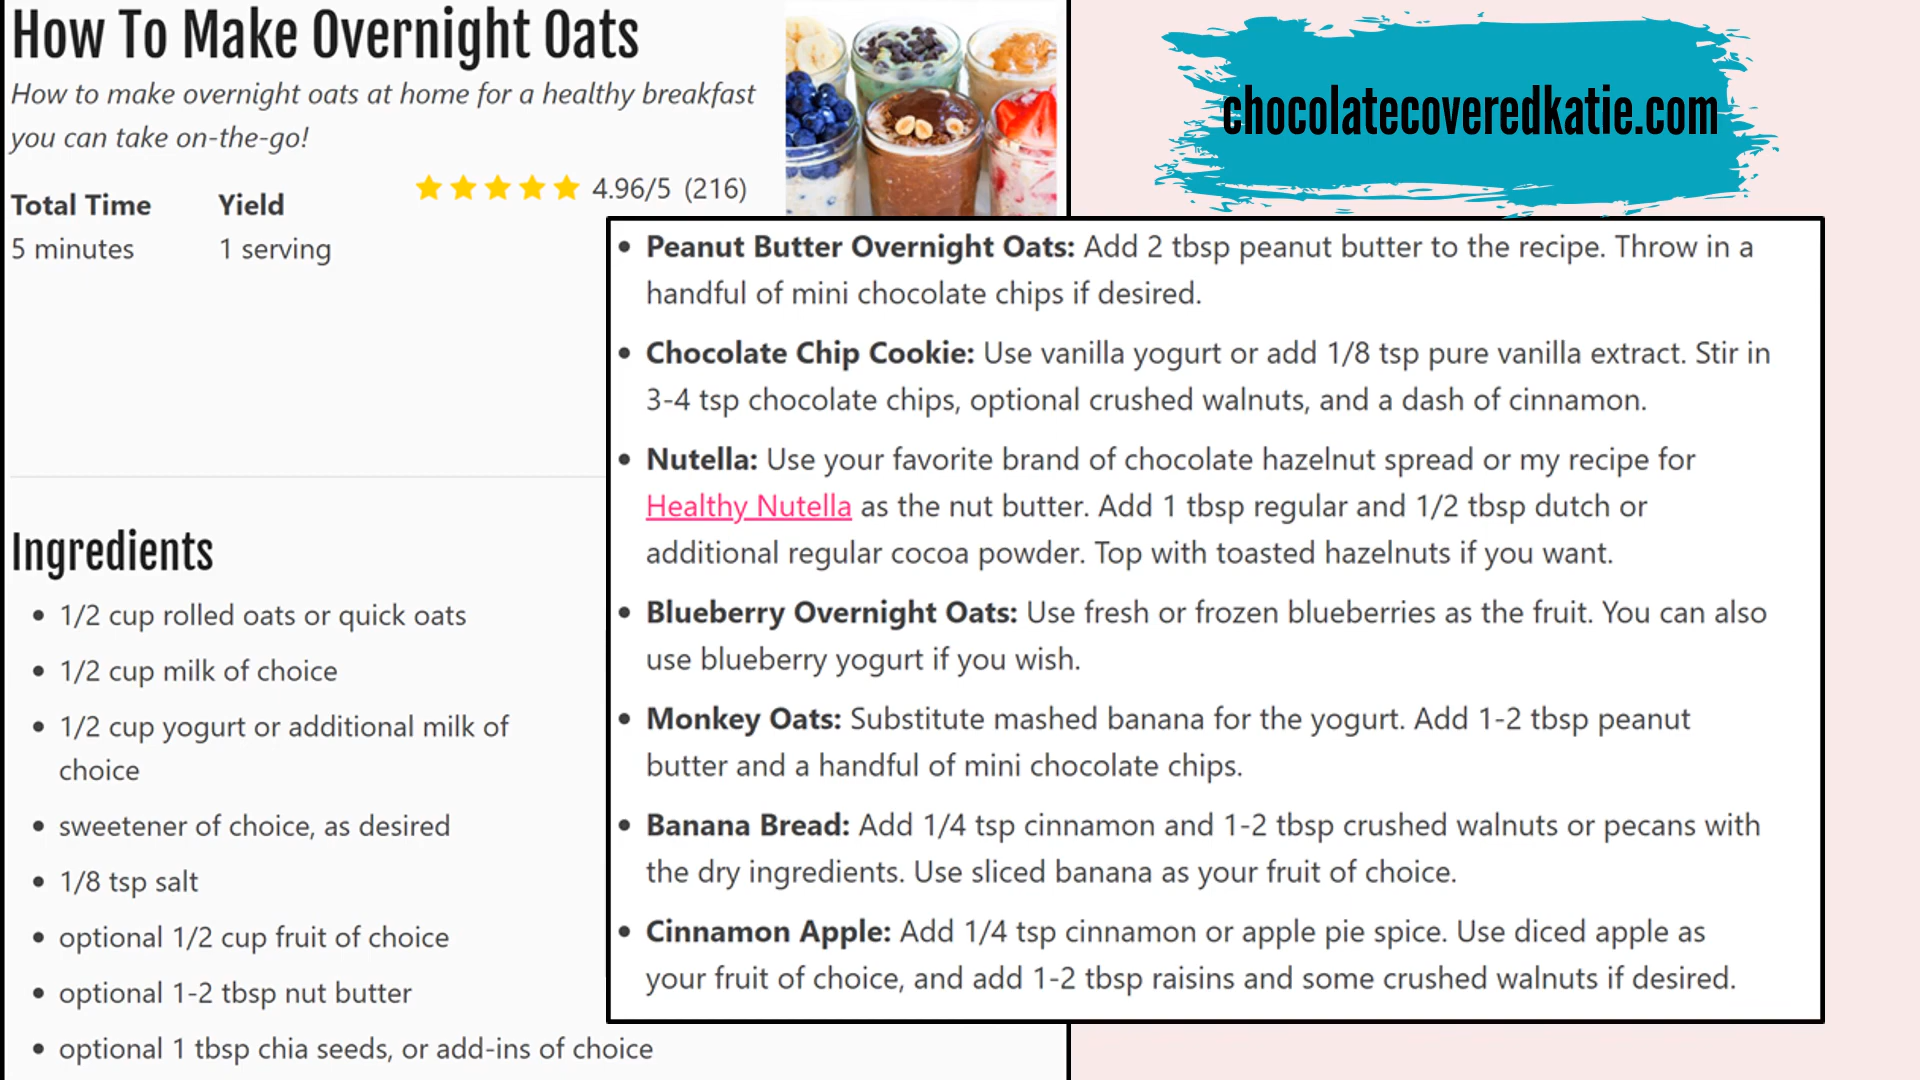 How To Make Overnight Oats
How to make overnight oats at home for a healthy breakfast
you can take on-the-go!
4.96/5 (216)
Total Time
5 minutes
Yield
1 serving
Ingredients
• 1/2 cup rolled oats or quick oats
• 1/2 cup milk of choice
• 1/2 cup yogurt or additional milk of
choice
• sweetener of choice, as desired
• 1/8 tsp salt
• optional 1/2 cup fruit of choice
• optional 1-2 tbsp nut butter
• optional 1 tbsp chia seeds, or add-ins of choice
chocolatecoveredkatie.com
• Peanut Butter Overnight Oats: Add 2 tbsp peanut butter to the recipe. Throw in a
handful of mini chocolate chips if desired.
• Chocolate Chip Cookie: Use vanilla yogurt or add 1/8 tsp pure vanilla extract. Stir in
3-4 tsp chocolate chips, optional crushed walnuts, and a dash of cinnamon.
• Nutella: Use your favorite brand of chocolate hazelnut spread or my recipe for
Healthy Nutella as the nut butter. Add 1 tbsp regular and 1/2 tbsp dutch or
additional regular cocoa powder. Top with toasted hazelnuts if you want.
• Blueberry Overnight Oats: Use fresh or frozen blueberries as the fruit. You can also
use blueberry yogurt if you wish.
• Monkey Oats: Substitute mashed banana for the yogurt. Add 1-2 tbsp peanut
butter and a handful of mini chocolate chips.
• Banana Bread: Add 1/4 tsp cinnamon and 1-2 tbsp crushed walnuts or pecans with
the dry ingredients. Use sliced banana as your fruit of choice.
• Cinnamon Apple: Add 1/4 tsp cinnamon or apple pie spice. Use diced apple as
your fruit of choice, and add 1-2 tbsp raisins and some crushed walnuts if desired.